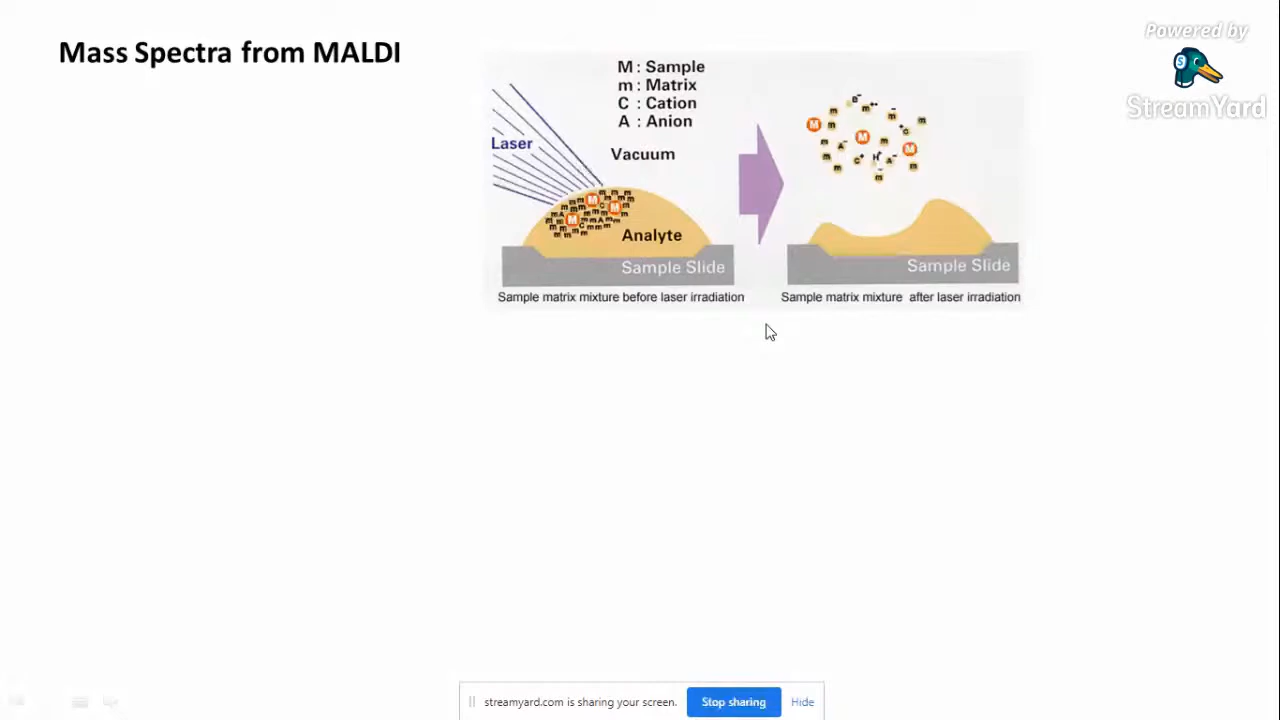 Mass Spectra from MALDI
Powered by
StreamYard
M : Sample
m : Matrix
C : Cation
A : Anion
Laser
Vacuum
Analyte
Sample Slide
Sample matrix mixture before laser irradiation
M
M
M
Sample Slide
Sample matrix mixture after laser irradiation
streamyard.com is sharing your screen.
Stop sharing
Hide